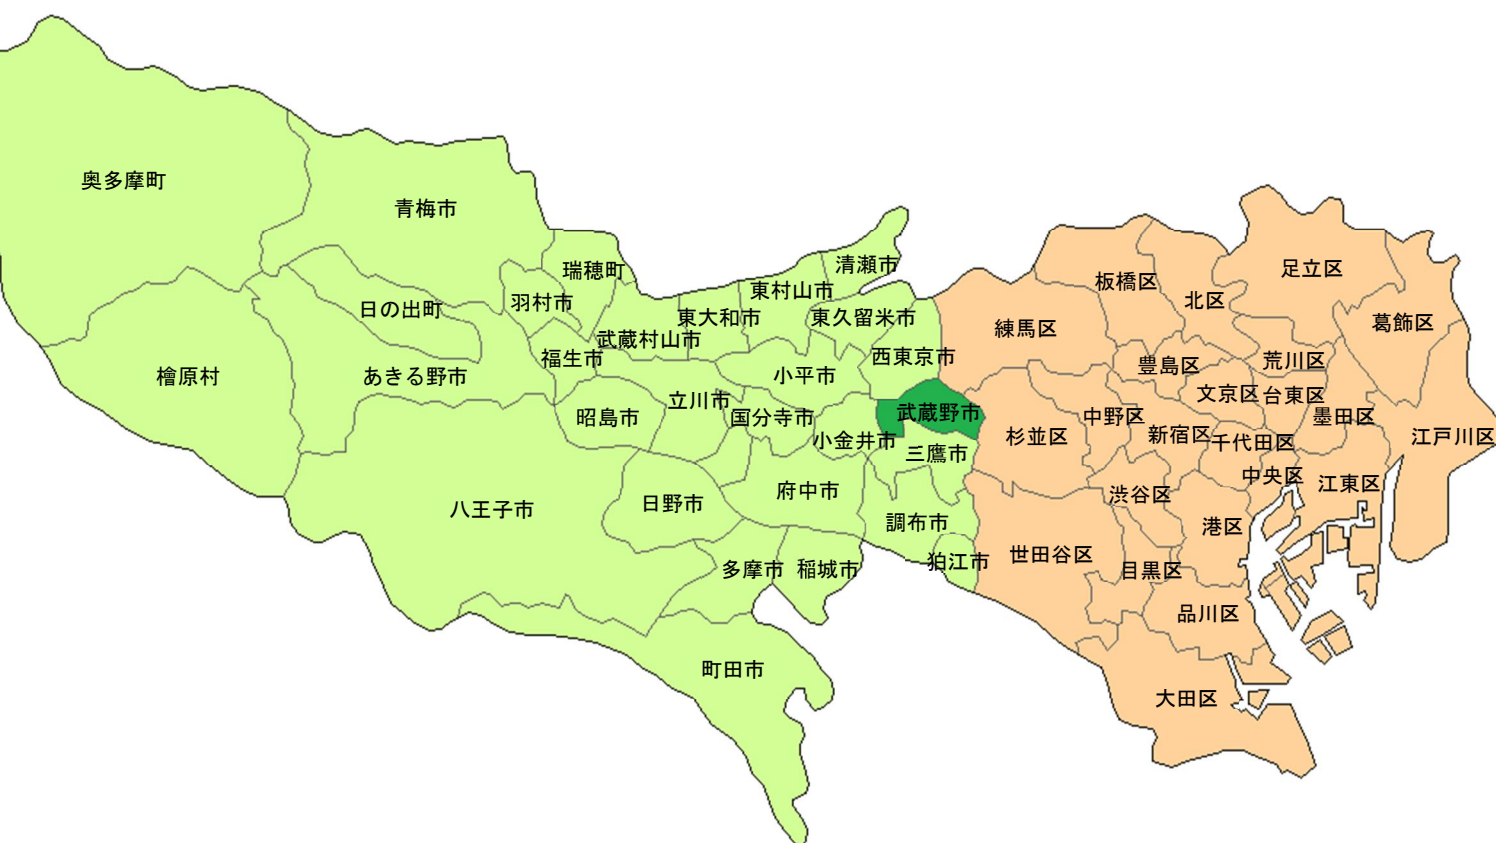 奥多摩町
青梅市
瑞穂町
清瀬市
羽村市
日の出町
東村山市
東大和市
東久留米市
武蔵村山市
福生市
西東京市
檜原村
あきる野市
小平市
立川市
昭島市
国分寺市
武蔵野市
小金井市
三鷹市
八王子市
日野市
府中市
調布市
多摩市
稲城市
狛江市
町田市
足立区
板橋区
北区
葛飾区
練馬区
豊島区
荒川区
文京区
台東区
中野区
墨田区
杉並区
新宿区
千代田区
江戸川区
中央区
江東区
渋谷区
港区
世田谷区
目黒区
品川区
大田区